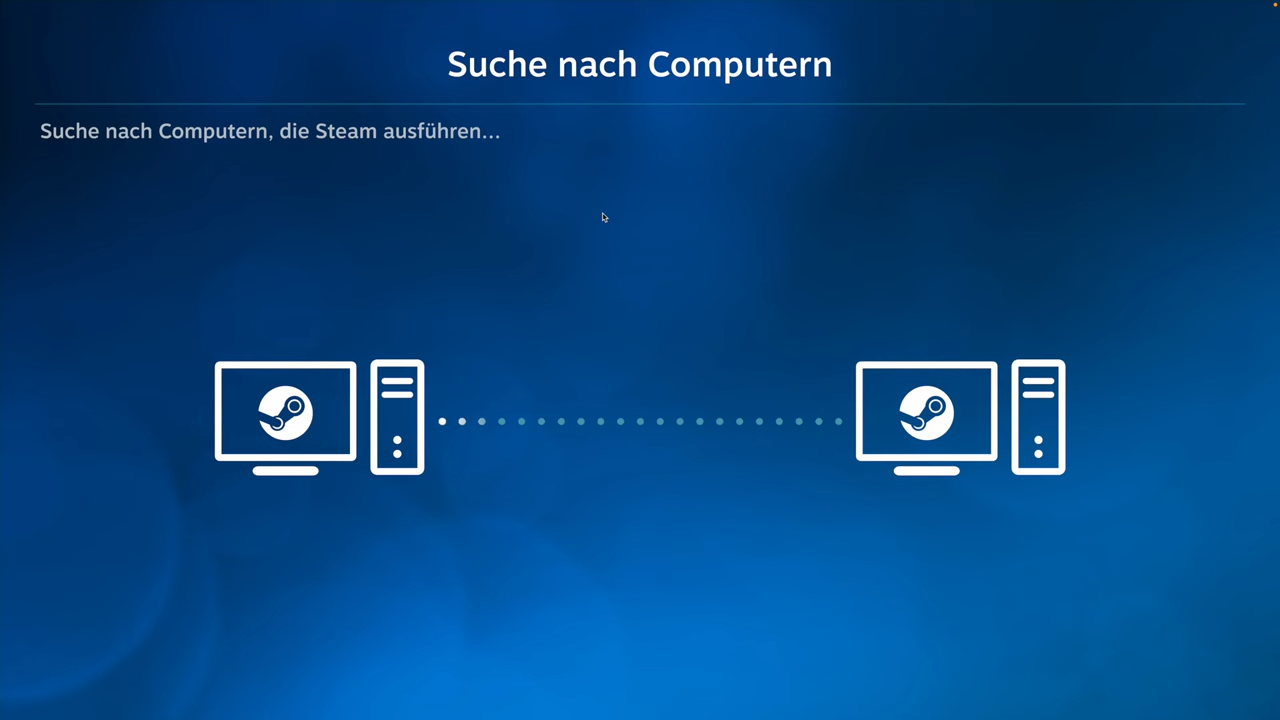 Suche nach Computern
Suche nach Computern, die Steam ausführen...